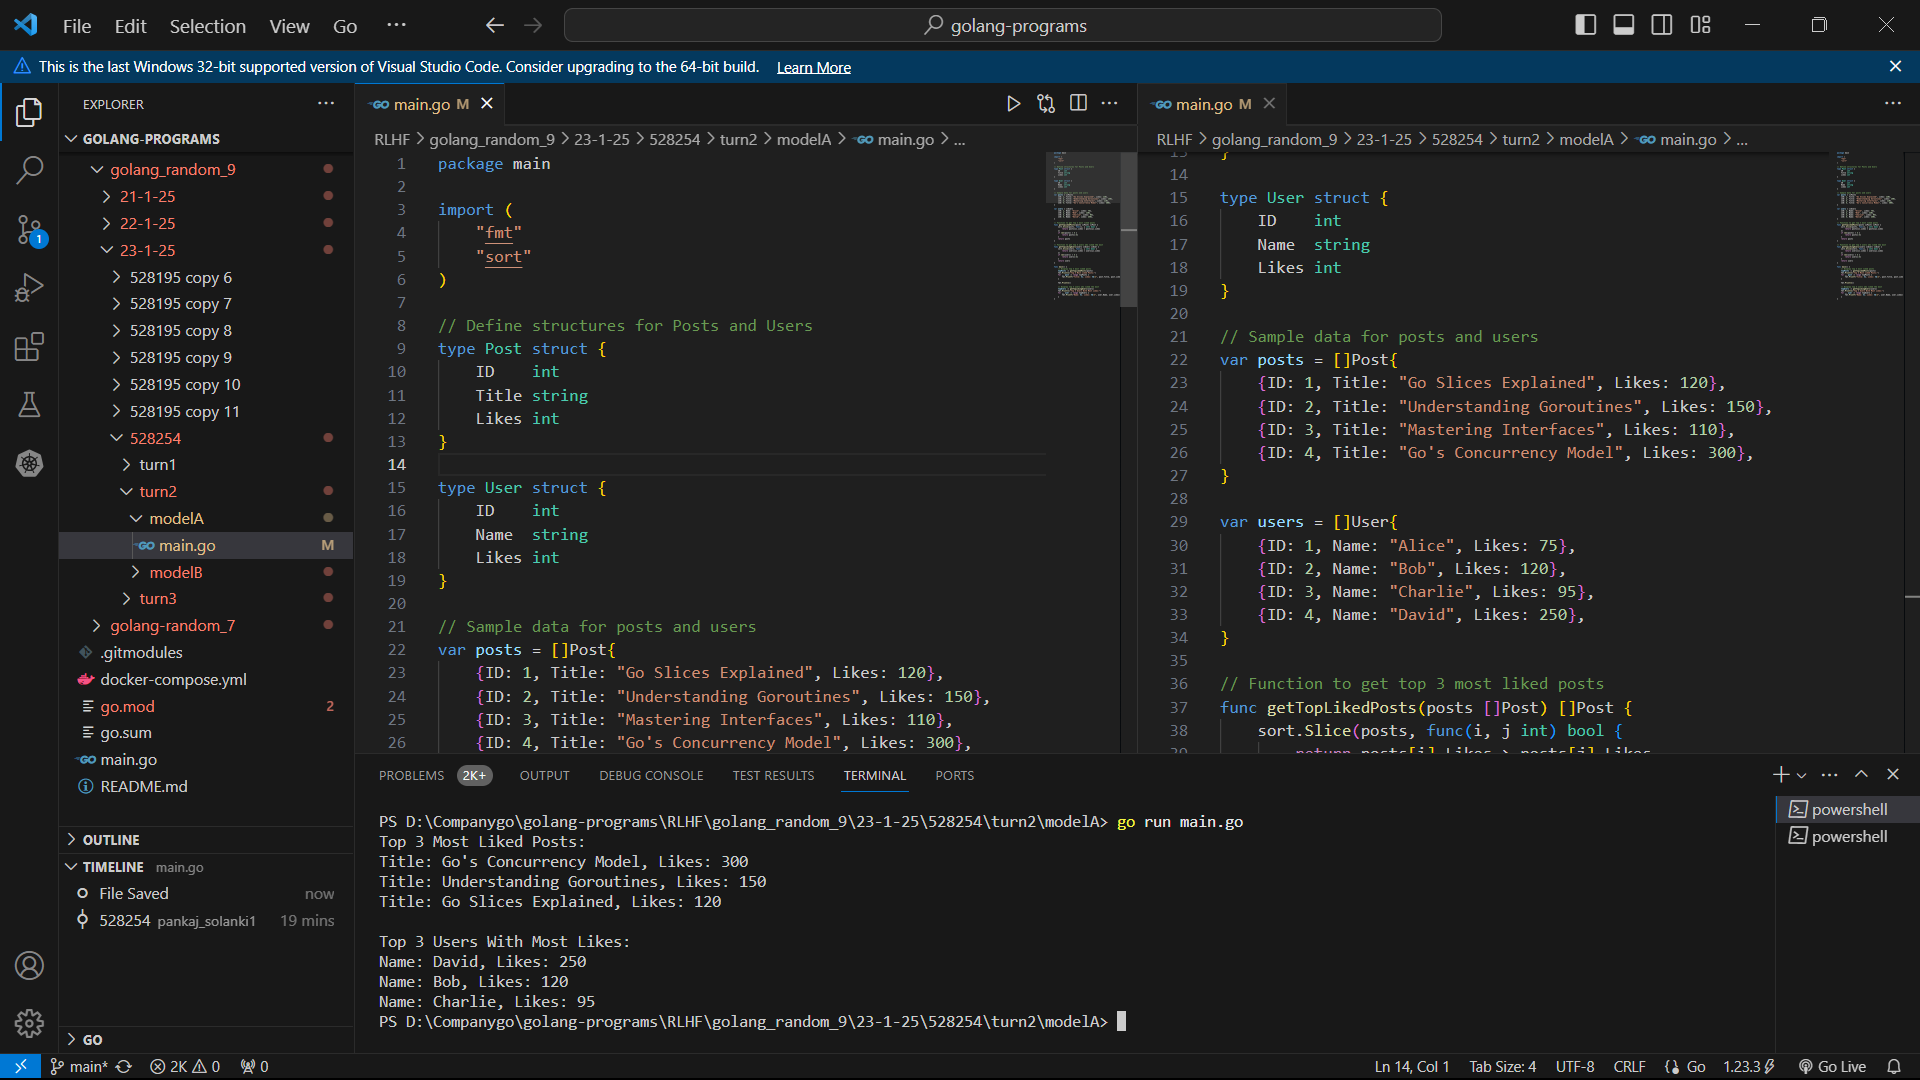 File Edit Selection View Go ···
golang-programs
This is the last Windows 32-bit supported version of Visual Studio Code. Consider upgrading to the 64-bit build. Learn More
EXPLORER
GOLANG-PROGRAMS
golang_random_9
21-1-25
22-1-25
23-1-25
528195 copy 6
528195 copy 7
528195 copy 8
528195 copy 9
528195 copy 10
528195 copy 11
528254
turn1
turn2
modelA
main.go M
modelB
turn3
golang-random_7
.gitmodules
docker-compose.yml
go.mod 2
go.sum
main.go
README.md
OUTLINE
TIMELINE main.go
File Saved now
528254 pankaj_solanki1 19 mins
GO
1
main.go M
RLHF > golang_random_9 > 23-1-25 > 528254 > turn2 > modelA > main.go > ...
1 package main
2
3 import (
4 "fmt"
5 "sort"
6 )
7
8 // Define structures for Posts and Users
9 type Post struct {
10 ID int
11 Title string
12 Likes int
13 }
14
15 type User struct {
16 ID int
17 Name string
18 Likes int
19 }
20
21 // Sample data for posts and users
22 var posts = []Post{
23 {ID: 1, Title: "Go Slices Explained", Likes: 120},
24 {ID: 2, Title: "Understanding Goroutines", Likes: 150},
25 {ID: 3, Title: "Mastering Interfaces", Likes: 110},
26 {ID: 4, Title: "Go's Concurrency Model", Likes: 300},
main.go M
RLHF > golang_random_9 > 23-1-25 > 528254 > turn2 > modelA > main.go > ...
13 }
14
15 type User struct {
16 ID int
17 Name string
18 Likes int
19 }
20
21 // Sample data for posts and users
22 var posts = []Post{
23 {ID: 1, Title: "Go Slices Explained", Likes: 120},
24 {ID: 2, Title: "Understanding Goroutines", Likes: 150},
25 {ID: 3, Title: "Mastering Interfaces", Likes: 110},
26 {ID: 4, Title: "Go's Concurrency Model", Likes: 300},
27 }
28
29 var users = []User{
30 {ID: 1, Name: "Alice", Likes: 75},
31 {ID: 2, Name: "Bob", Likes: 120},
32 {ID: 3, Name: "Charlie", Likes: 95},
33 {ID: 4, Name: "David", Likes: 250},
34 }
35
36 // Function to get top 3 most liked posts
37 func getTopLikedPosts(posts []Post) []Post {
38 sort.Slice(posts, func(i, j int) bool {
39 return posts[i].Likes > posts[j].Likes
PROBLEMS 2K+ OUTPUT DEBUG CONSOLE TEST RESULTS TERMINAL PORTS
PS D:\Companygo\golang-programs\RLHF\golang_random_9\23-1-25\528254\turn2\modelA> go run main.go
Top 3 Most Liked Posts:
Title: Go's Concurrency Model, Likes: 300
Title: Understanding Goroutines, Likes: 150
Title: Go Slices Explained, Likes: 120
Top 3 Users With Most Likes:
Name: David, Likes: 250
Name: Bob, Likes: 120
Name: Charlie, Likes: 95
PS D:\Companygo\golang-programs\RLHF\golang_random_9\23-1-25\528254\turn2\modelA>
powershell
powershell
main* 2K 0 0 Ln 14, Col 1 Tab Size: 4 UTF-8 CRLF Go 1.23.3 Go Live